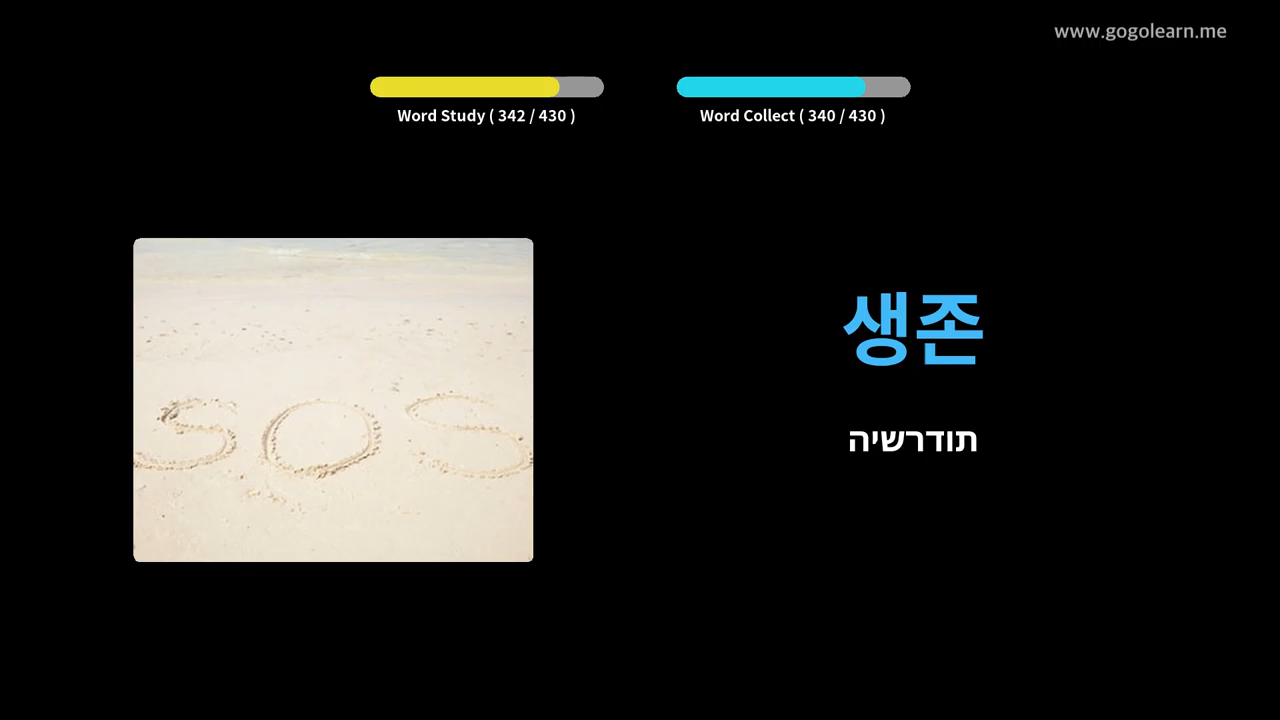 www.gogolearn.me
Word Study ( 342 / 430 )
Word Collect ( 340 / 430 )
SOS
생존
תודרשיה